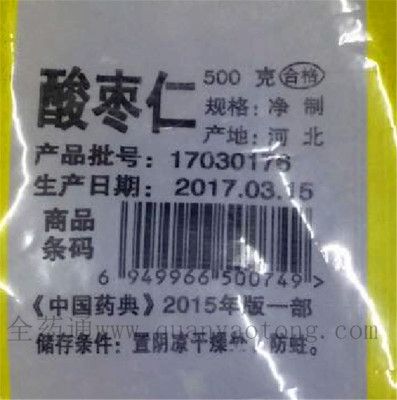 酸枣仁 500 克 合格
规格: 净 制
产地: 河 北
产品批号: 17030176
生产日期: 2017.03.15
商品
条码
6 949966 500749>
《中国药典》2015年版一部
全药通www.quanyaotong.com
储存条件: 置阴凉干燥处, 防蛀。